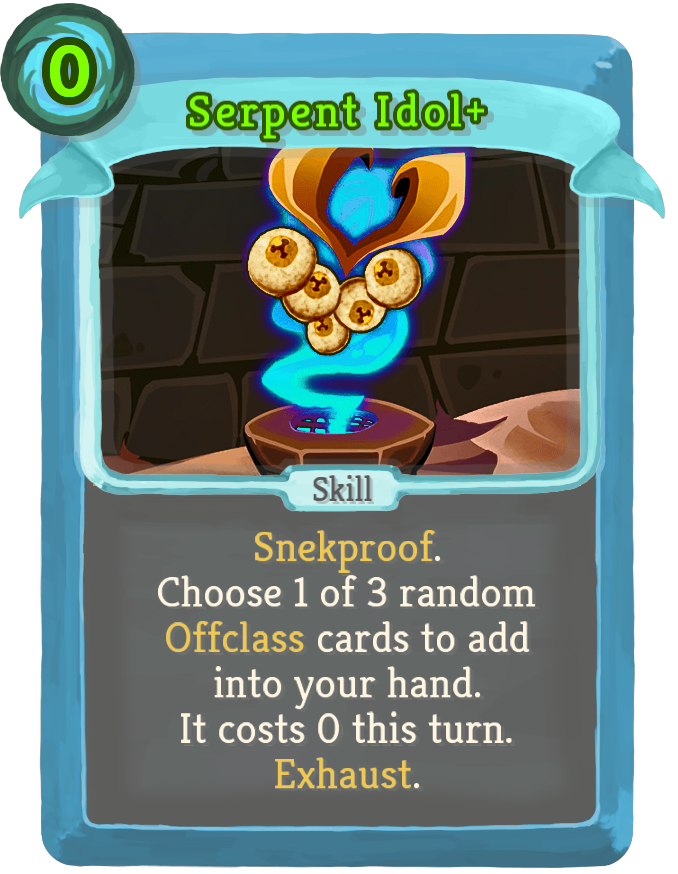 0
Serpent Idol+
Skill
Snekproof.
Choose 1 of 3 random
Offclass cards to add
into your hand.
It costs 0 this turn.
Exhaust.